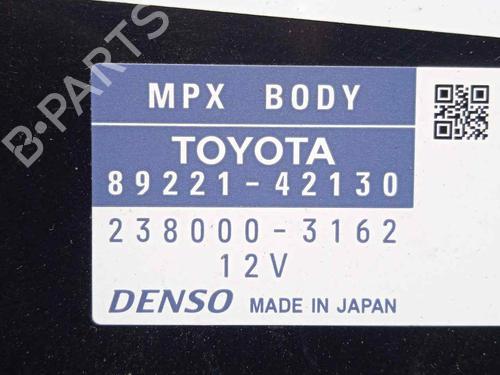 MPX BODY
TOYOTA
89221-42130
238000-3162
12V
DENSO MADE IN JAPAN
B-PARTS